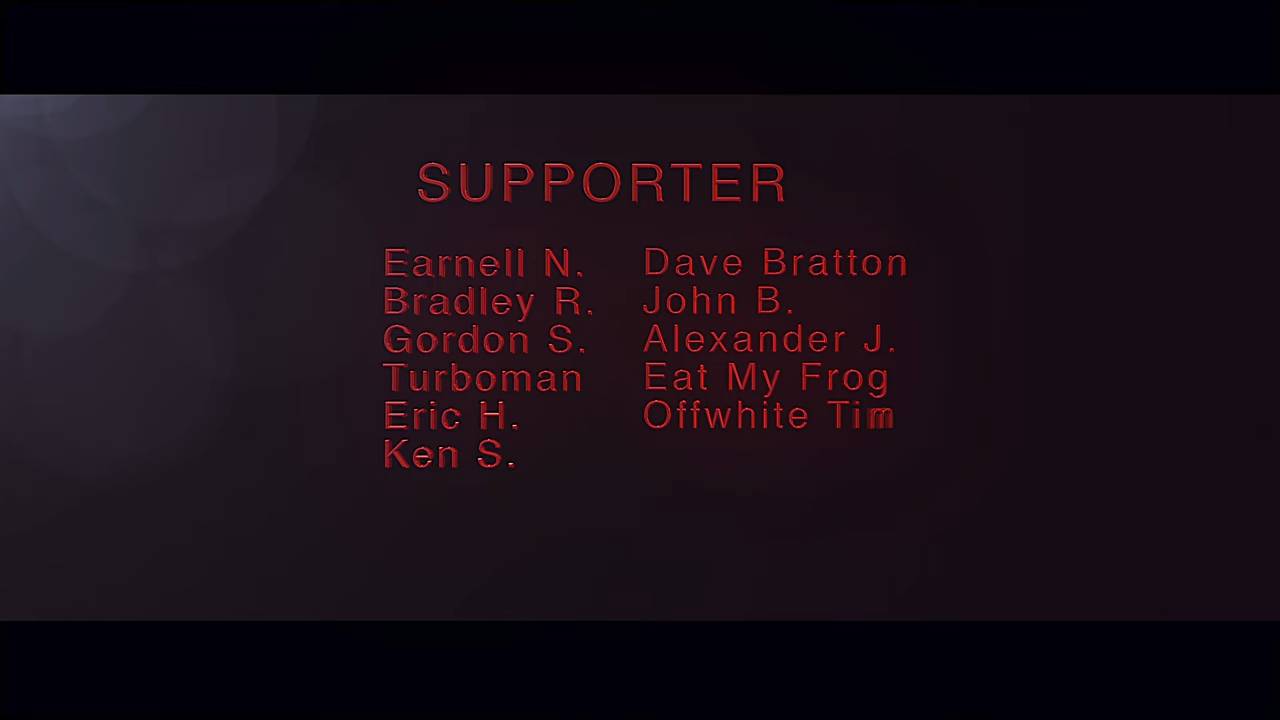 SUPPORTER
Earnell N.
Bradley R.
Gordon S.
Turboman
Eric H.
Ken S.
Dave Bratton
John B.
Alexander J.
Eat My Frog
Offwhite Tim